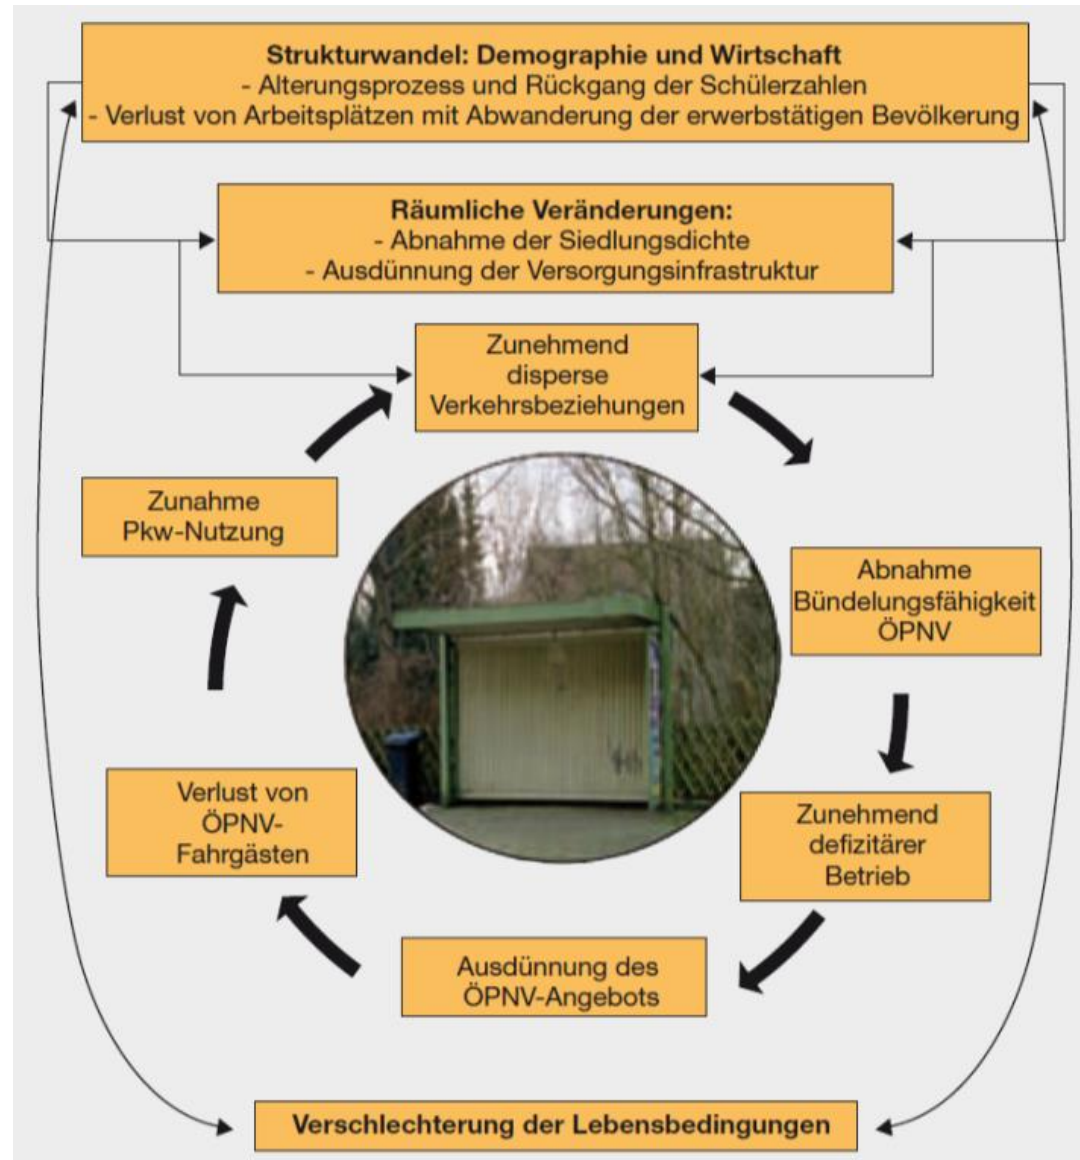 Strukturwandel: Demographie und Wirtschaft
- Alterungsprozess und Rückgang der Schülerzahlen
- Verlust von Arbeitsplätzen mit Abwanderung der erwerbstätigen Bevölkerung
Räumliche Veränderungen:
- Abnahme der Siedlungsdichte
- Ausdünnung der Versorgungsinfrastruktur
Zunehmend
disperse
Verkehrsbeziehungen
Abnahme
Bündelungsfähigkeit
ÖPNV
Zunehmend
defizitärer
Betrieb
Ausdünnung des
ÖPNV-Angebots
Verlust von
ÖPNV-
Fahrgästen
Zunahme
Pkw-Nutzung
Verschlechterung der Lebensbedingungen